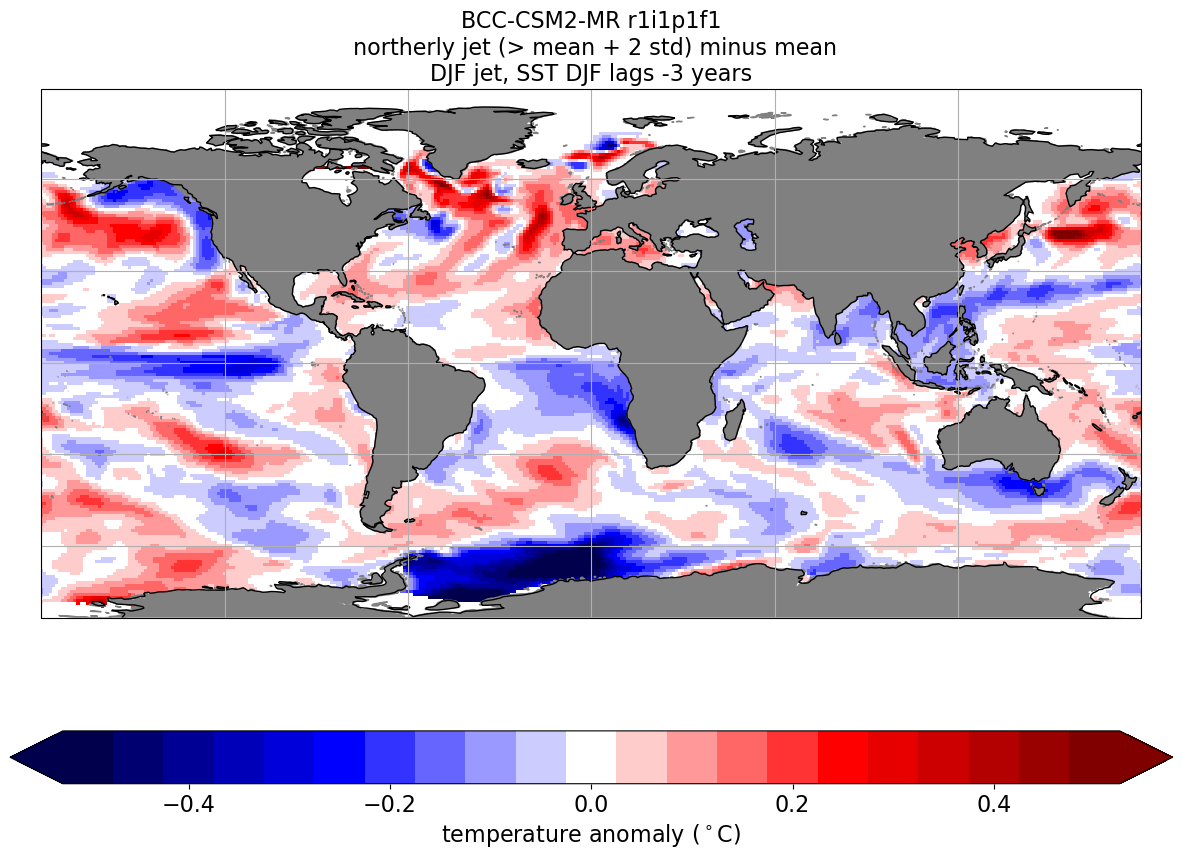 BCC-CSM2-MR r1i1p1f1
northerly jet (> mean + 2 std) minus mean
DJF jet, SST DJF lags -3 years
−0.4 −0.2 0.0 0.2 0.4
temperature anomaly (°C)